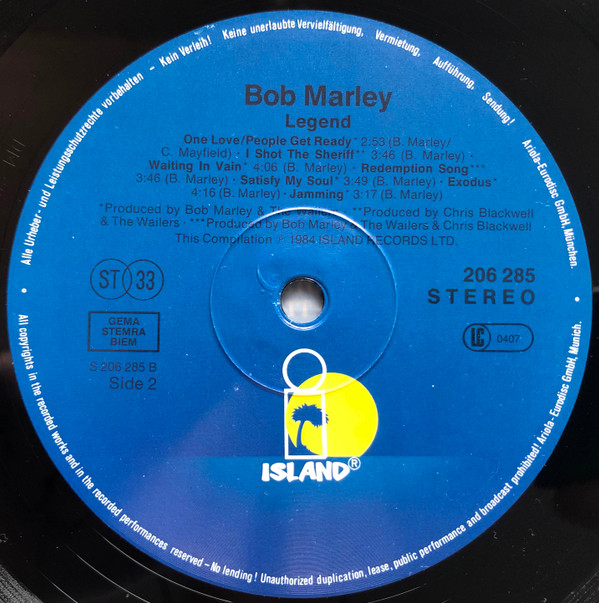 Alle Urheber- und Leistungsschutzrechte vorbehalten – Kein Verleih! Keine unerlaubte Vervielfältigung, Vermietung, Aufführung, Sendung! Ariola-Eurodisc GmbH, München.
Bob Marley
Legend
One Love/People Get Ready* 2:53 (B. Marley/
C. Mayfield) · I Shot The Sheriff** 3:46 (B. Marley) ·
Waiting In Vain* 4:06 (B. Marley) · Redemption Song***
3:46 (B. Marley) · Satisfy My Soul* 3:49 (B. Marley) · Exodus*
4:16 (B. Marley) · Jamming* 3:17 (B. Marley)
*Produced by Bob Marley & The Wailers · **Produced by Chris Blackwell
& The Wailers · ***Produced by Bob Marley & The Wailers & Chris Blackwell
This Compilation ℗ 1984 ISLAND RECORDS LTD.
ST 33
206 285
STEREO
GEMA
STEMRA
BIEM
LC 0407
S 206 285 B
Side 2
ISLAND®
All copyrights in the recorded works and in the recorded performances reserved – No lending! Unauthorized duplication, lease, public performance and broadcast prohibited! Ariola-Eurodisc GmbH, Munich.